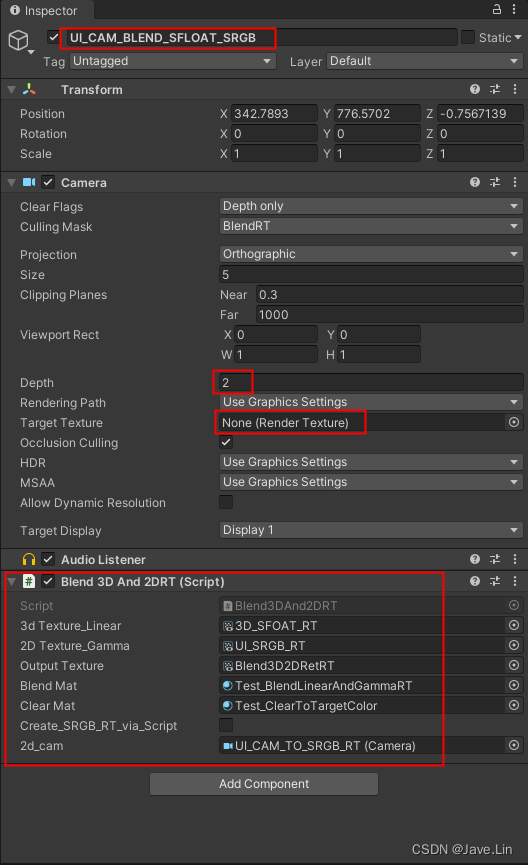 Inspector
UI_CAM_BLEND_SFLOAT_SRGB Static
Tag Untagged Layer Default
Transform
Position X 342.7893 Y 776.5702 Z -0.7567139
Rotation X 0 Y 0 Z 0
Scale X 1 Y 1 Z 1
Camera
Clear Flags Depth only
Culling Mask BlendRT
Projection Orthographic
Size 5
Clipping Planes Near 0.3
Far 1000
Viewport Rect X 0 Y 0
W 1 H 1
Depth 2
Rendering Path Use Graphics Settings
Target Texture None (Render Texture)
Occlusion Culling
HDR Use Graphics Settings
MSAA Use Graphics Settings
Allow Dynamic Resolution
Target Display Display 1
Audio Listener
# Blend 3D And 2DRT (Script)
Script Blend3DAnd2DRT
3d Texture_Linear 3D_SFOAT_RT
2D Texture_Gamma UI_SRGB_RT
Output Texture Blend3D2DRetRT
Blend Mat Test_BlendLinearAndGammaRT
Clear Mat Test_ClearToTargetColor
Create_SRGB_RT_via_Script
2d_cam UI_CAM_TO_SRGB_RT (Camera)
Add Component
CSDN @Jave.Lin